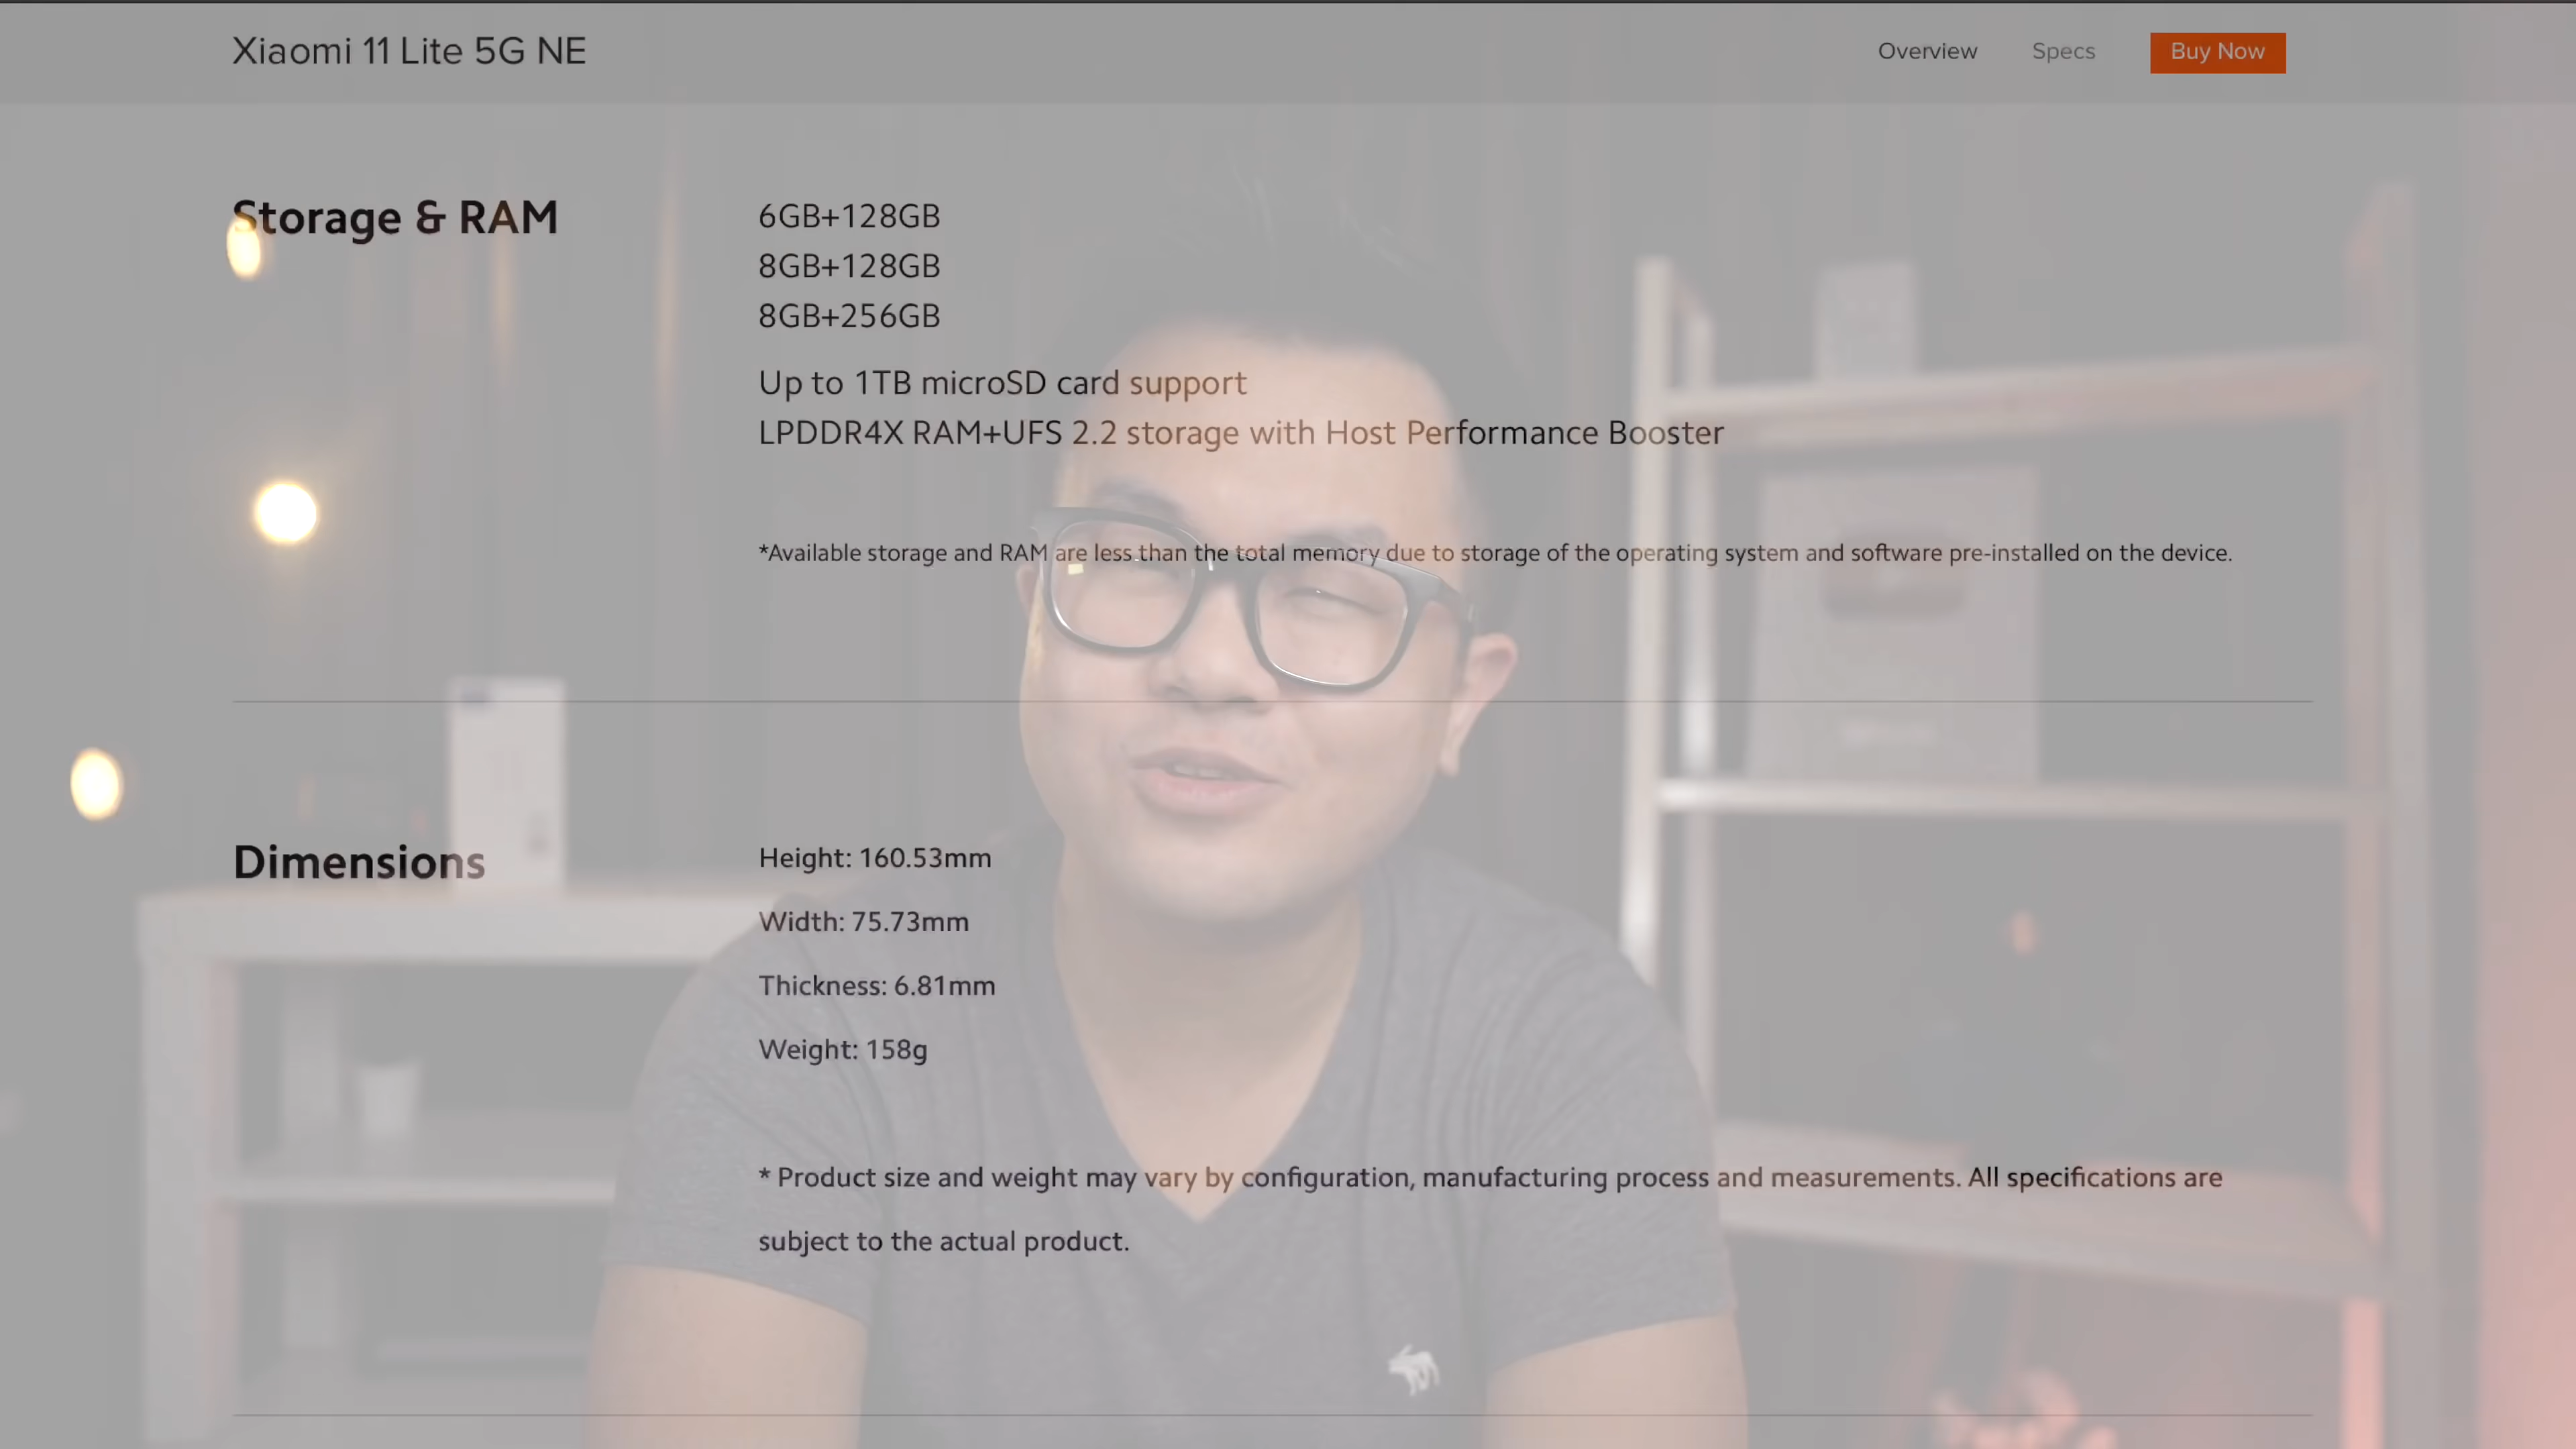 Xiaomi 11 Lite 5G NE
Overview
Specs
Buy Now
Storage & RAM
6GB+128GB
8GB+128GB
8GB+256GB
Up to 1TB microSD card support
LPDDR4X RAM+UFS 2.2 storage with Host Performance Booster
*Available storage and RAM are less than the total memory due to storage of the operating system and software pre-installed on the device.
Dimensions
Height: 160.53mm
Width: 75.73mm
Thickness: 6.81mm
Weight: 158g
* Product size and weight may vary by configuration, manufacturing process and measurements. All specifications are
subject to the actual product.